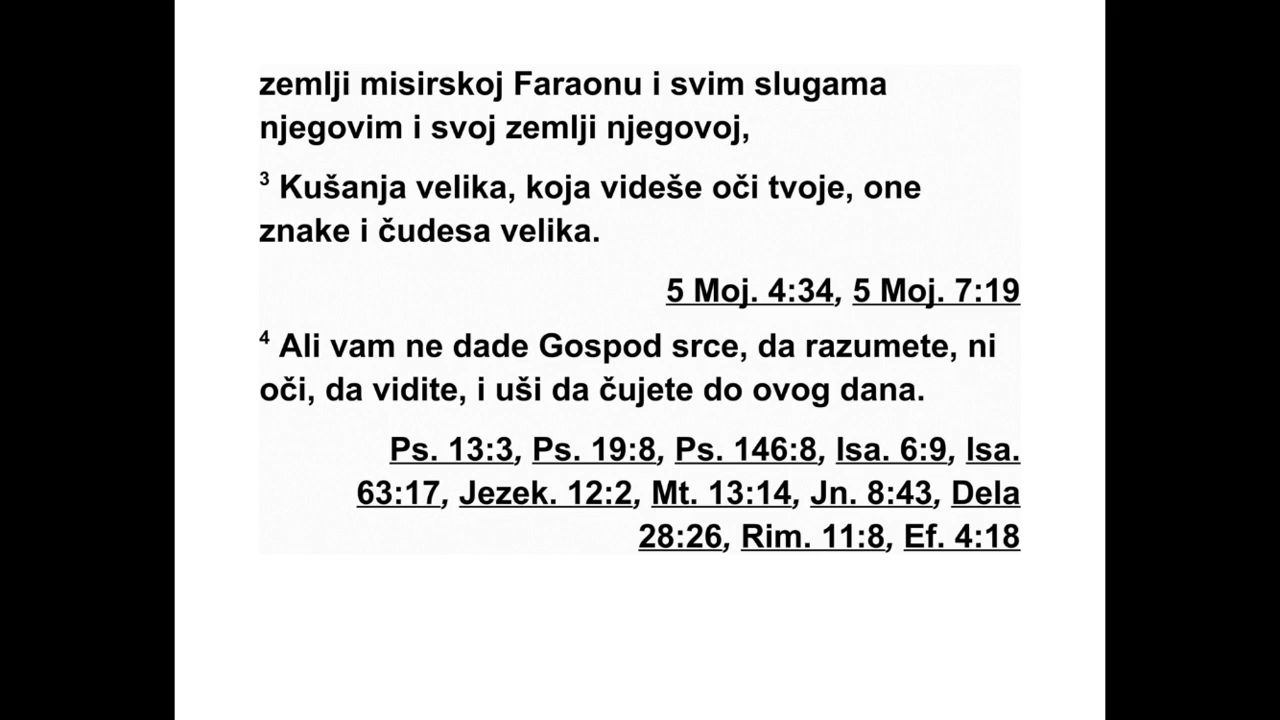 zemlji misirskoj Faraonu i svim slugama
njegovim i svoj zemlji njegovoj,
3 Kušanja velika, koja videše oči tvoje, one
znake i čudesa velika.
5 Moj. 4:34, 5 Moj. 7:19
4 Ali vam ne dade Gospod srce, da razumete, ni
oči, da vidite, i uši da čujete do ovog dana.
Ps. 13:3, Ps. 19:8, Ps. 146:8, Isa. 6:9, Isa.
63:17, Jezek. 12:2, Mt. 13:14, Jn. 8:43, Dela
28:26, Rim. 11:8, Ef. 4:18